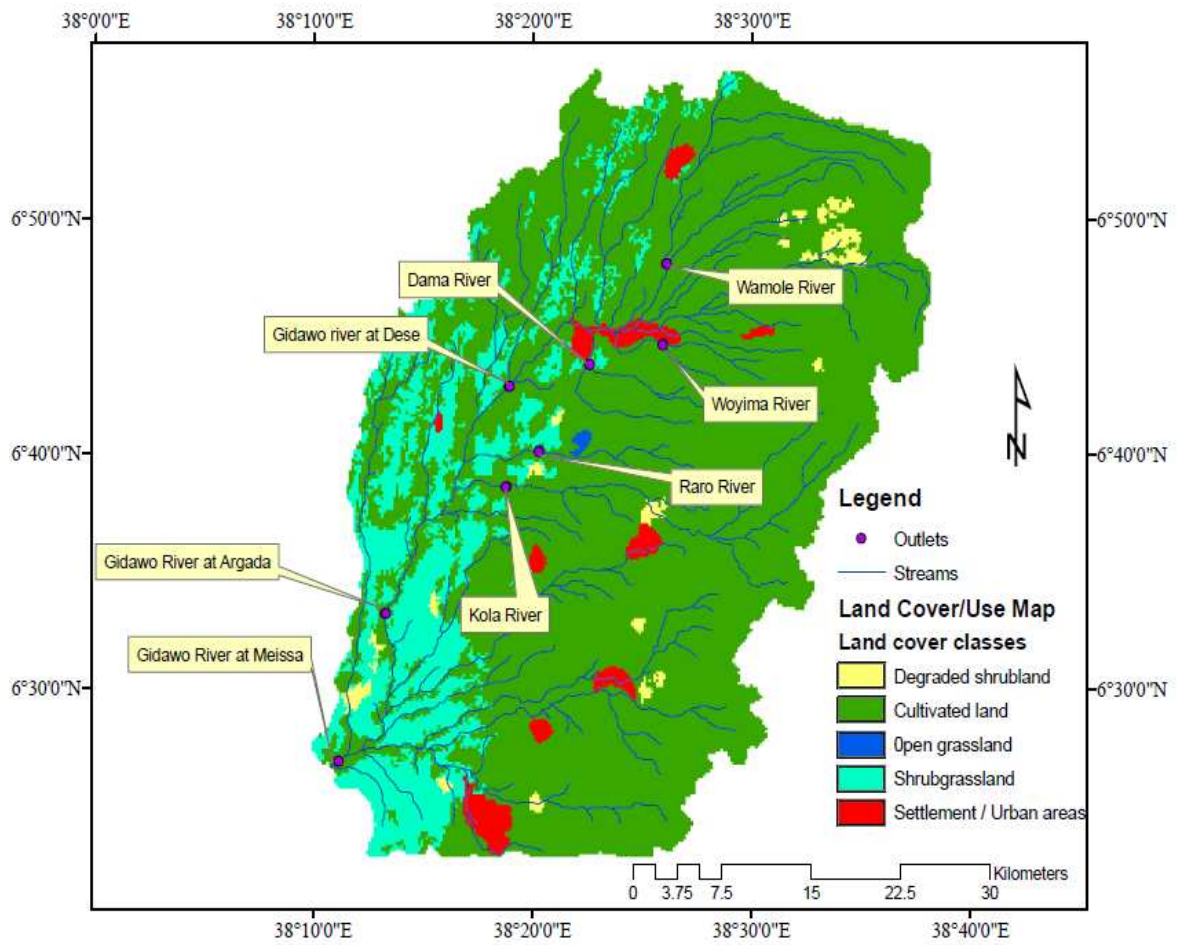 38°0'0"E 38°10'0"E 38°20'0"E 38°30'0"E
6°50'0"N 6°50'0"N
Dama River
Wamole River
Gidawo river at Dese
Woyima River
6°40'0"N 6°40'0"N
Raro River
N
Legend
Outlets
Streams
Gidawo River at Argada
Kola River
Land Cover/Use Map
Land cover classes
Gidawo River at Meissa
Degraded shrubland
6°30'0"N 6°30'0"N
Cultivated land
0pen grassland
Shrubgrassland
Settlement / Urban areas
Kilometers
0 3.75 7.5 15 22.5 30
38°10'0"E 38°20'0"E 38°30'0"E 38°40'0"E